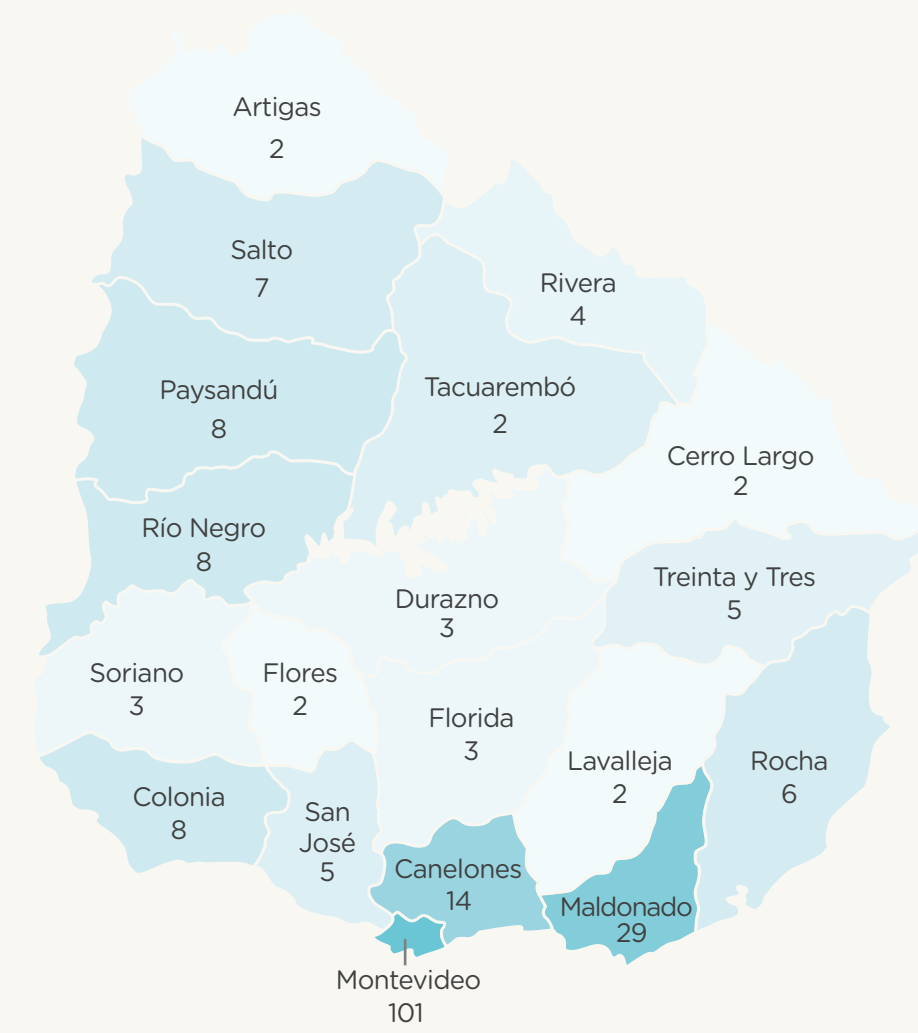 Artigas
2
Salto
7
Rivera
4
Paysandú
8
Tacuarembó
2
Cerro Largo
2
Río Negro
8
Treinta y Tres
5
Durazno
3
Soriano
3
Flores
2
Florida
3
Lavalleja
2
Rocha
6
Colonia
8
San
José
5
Canelones
14
Maldonado
29
Montevideo
101